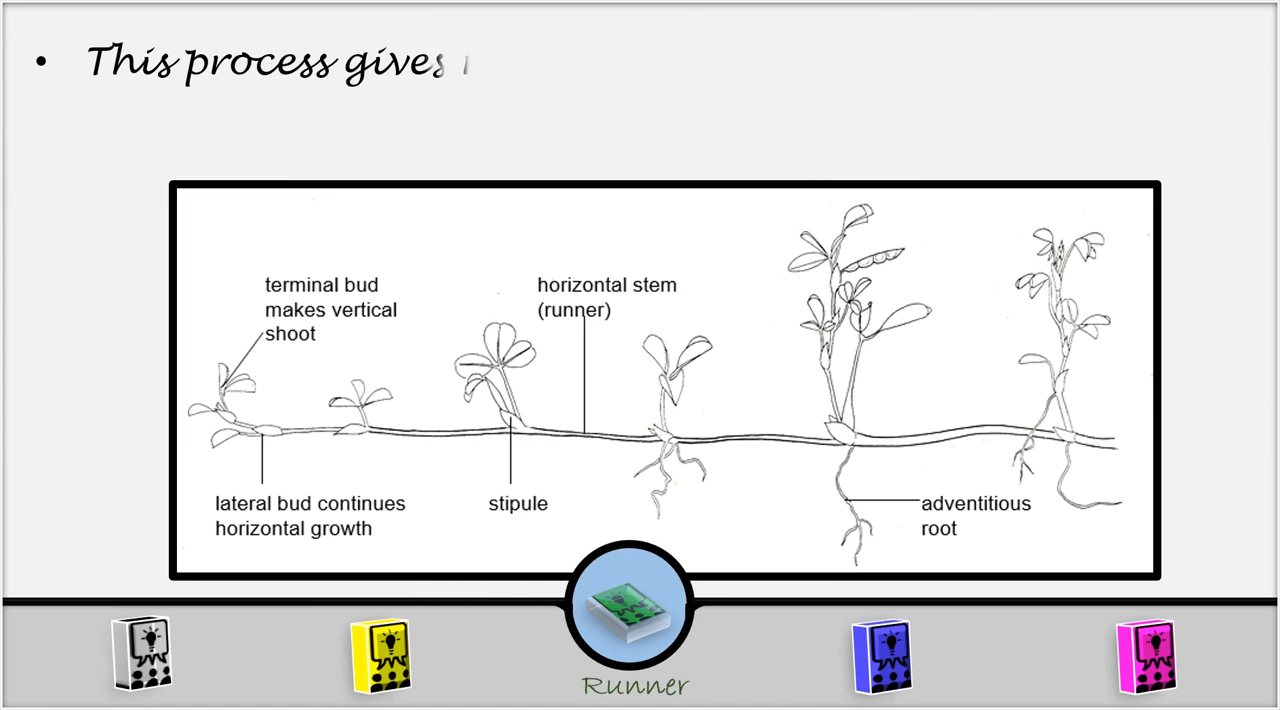 • This process gives
terminal bud
makes vertical
shoot
horizontal stem
(runner)
lateral bud continues
horizontal growth
stipule
adventitious
root
Runner